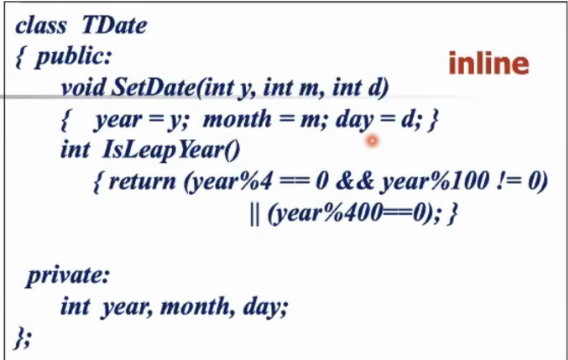 class TDate
{ public:
inline
void SetDate(int y, int m, int d)
{ year = y; month = m; day = d; }
int IsLeapYear()
{ return (year%4 == 0 && year%100 != 0)
|| (year%400==0); }
private:
int year, month, day;
};